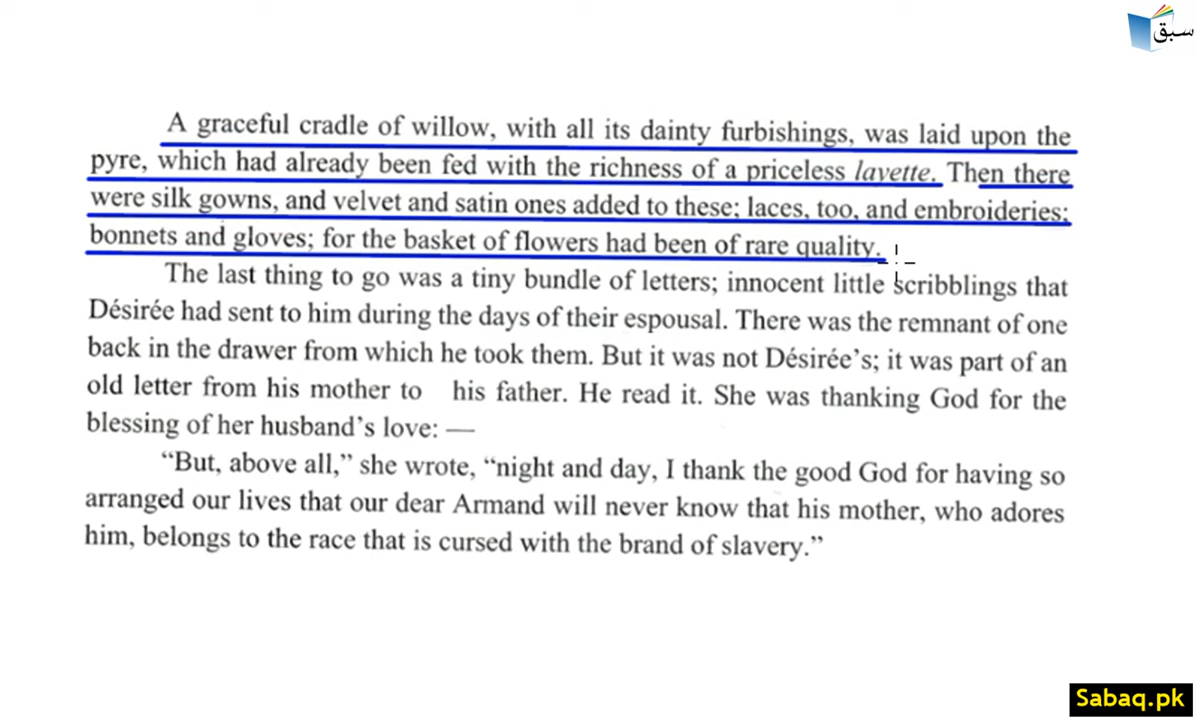 سبق
A graceful cradle of willow, with all its dainty furbishings, was laid upon the
pyre, which had already been fed with the richness of a priceless layette. Then there
were silk gowns, and velvet and satin ones added to these; laces, too, and embroideries;
bonnets and gloves; for the basket of flowers had been of rare quality.
The last thing to go was a tiny bundle of letters; innocent little scribblings that
Désirée had sent to him during the days of their espousal. There was the remnant of one
back in the drawer from which he took them. But it was not Désirée’s; it was part of an
old letter from his mother to his father. He read it. She was thanking God for the
blessing of her husband’s love: —
“But, above all,” she wrote, “night and day, I thank the good God for having so
arranged our lives that our dear Armand will never know that his mother, who adores
him, belongs to the race that is cursed with the brand of slavery.”
Sabaq.pk